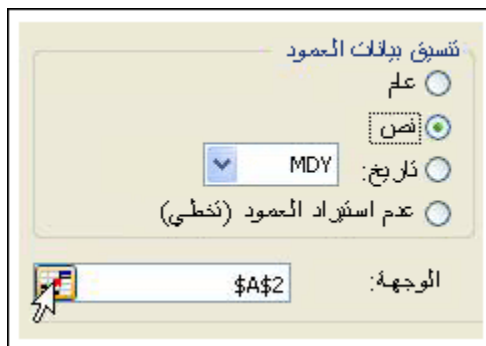 تنسيق بيانات العمود
عام
نص
تاريخ: MDY
عدم استيراد العمود (تخطي)
الوجهة: $A$2